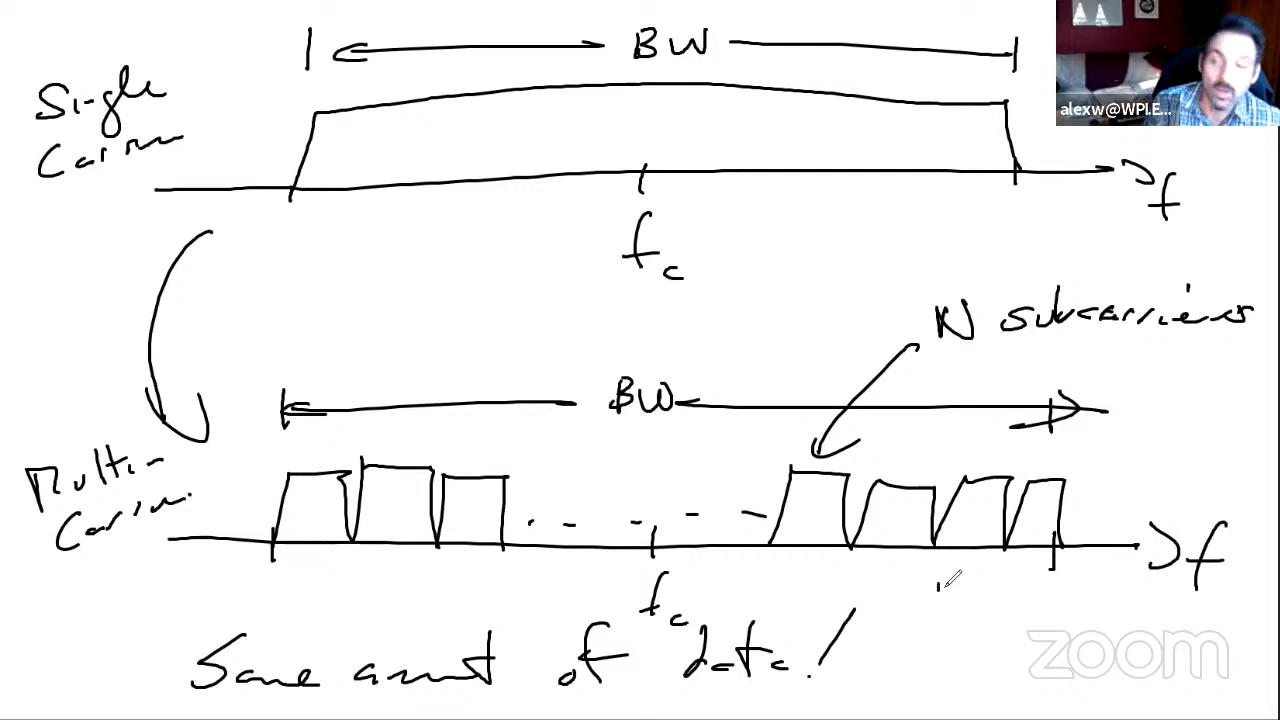 BW
alexw@WPI.E...
Single
Carrier
f
fc
N subcarriers
BW
Multi-
Carrier
f
fc
Same amount of data!
zoom